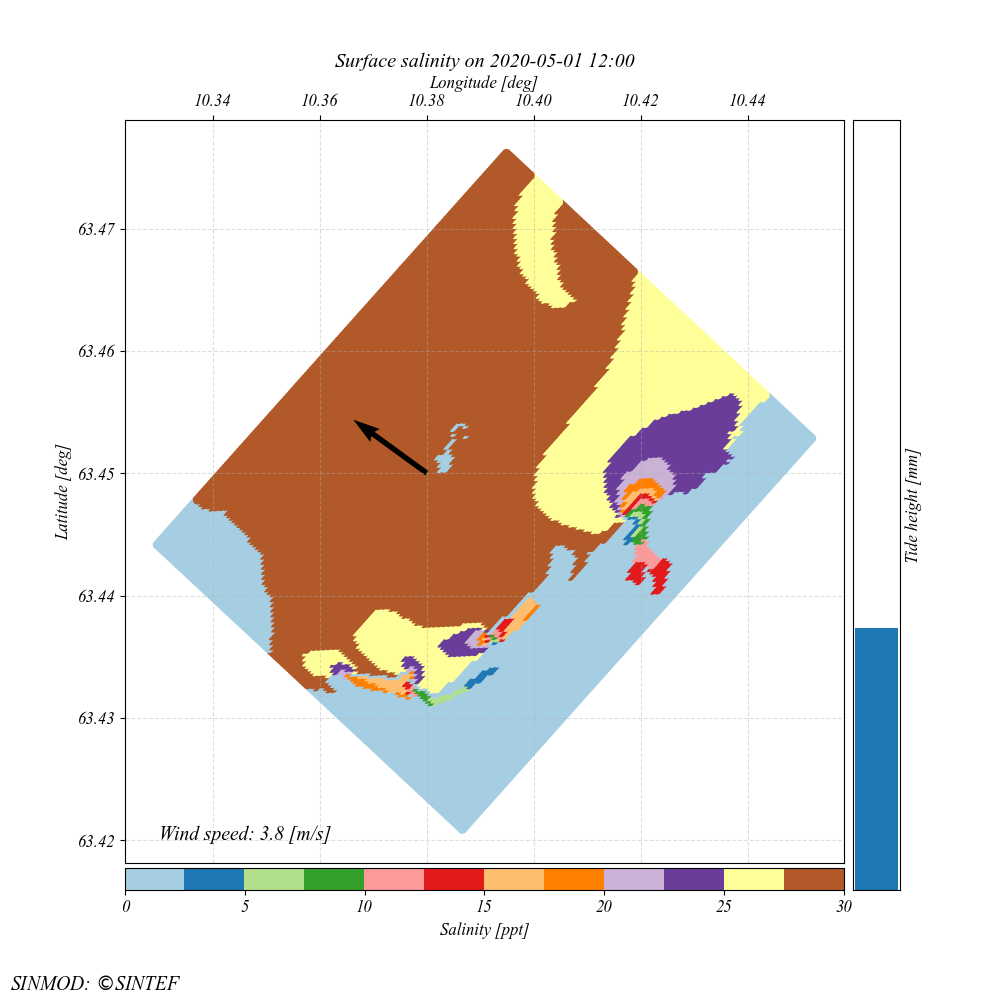 Surface salinity on 2020-05-01 12:00
Longitude [deg]
10.34 10.36 10.38 10.40 10.42 10.44
63.47
63.46
63.45
63.44
63.43
63.42
Latitude [deg]
Tide height [mm]
Wind speed: 3.8 [m/s]
0 5 10 15 20 25 30
Salinity [ppt]
SINMOD: ©SINTEF